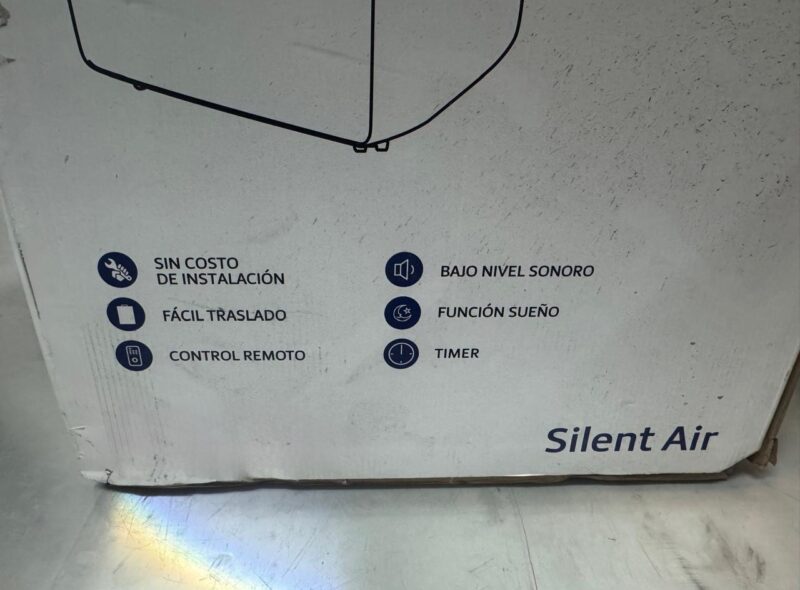 SIN COSTO
DE INSTALACIÓN
FÁCIL TRASLADO
CONTROL REMOTO
BAJO NIVEL SONORO
FUNCIÓN SUEÑO
TIMER
Silent Air